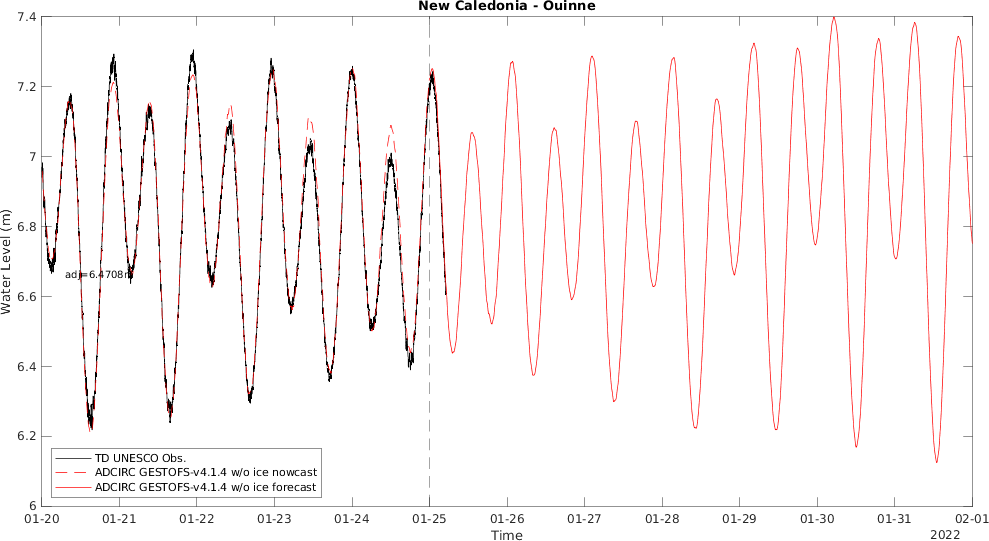 New Caledonia - Ouinne
7.4
7.2
7
6.8
6.6
6.4
6.2
6
Water Level (m)
adj=6.4708m
TD UNESCO Obs.
ADCIRC GESTOFS-v4.1.4 w/o ice nowcast
ADCIRC GESTOFS-v4.1.4 w/o ice forecast
01-20 01-21 01-22 01-23 01-24 01-25 01-26 01-27 01-28 01-29 01-30 01-31 02-01
Time
2022